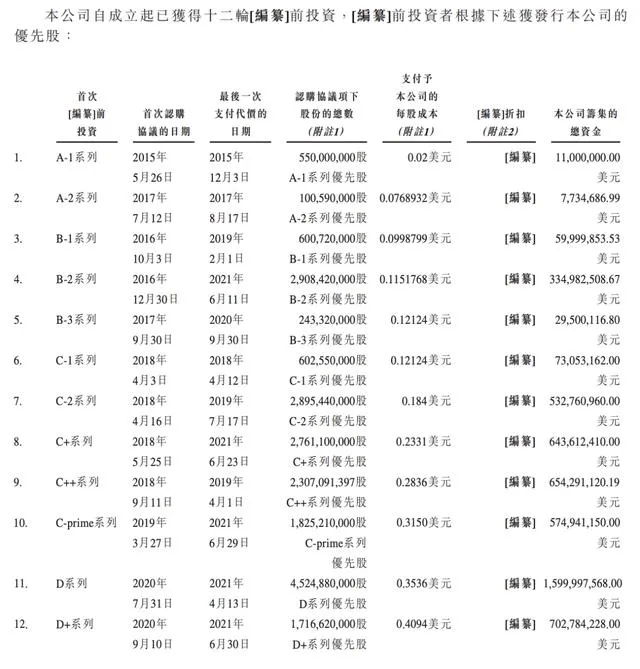 本公司自成立起已獲得十二輪[編纂]前投資，[編纂]前投資者根據下述獲發行本公司的
優先股：
首次 最後一次 認購協議項下 支付予
[編纂]前 首次認購 支付代價的 股份的總數 本公司的 [編纂]折扣 本公司籌集的
投資 協議的日期 日期 (附註1) 每股成本 (附註2) 總資金
(附註1)
1. A-1系列 2015年 2015年 550,000,000股 0.02美元 [編纂] 11,000,000.00
5月26日 12月3日 A-1系列優先股 美元
2. A-2系列 2017年 2017年 100,590,000股 0.0768932美元 [編纂] 7,734,686.99
7月12日 8月17日 A-2系列優先股 美元
3. B-1系列 2016年 2019年 600,720,000股 0.0998799美元 [編纂] 59,999,853.53
10月3日 2月1日 B-1系列優先股 美元
4. B-2系列 2016年 2021年 2,908,420,000股 0.1151768美元 [編纂] 334,982,508.67
12月30日 6月11日 B-2系列優先股 美元
5. B-3系列 2017年 2020年 243,320,000股 0.12124美元 [編纂] 29,500,116.80
9月30日 9月30日 B-3系列優先股 美元
6. C-1系列 2018年 2018年 602,550,000股 0.12124美元 [編纂] 73,053,162.00
4月3日 4月12日 C-1系列優先股 美元
7. C-2系列 2018年 2019年 2,895,440,000股 0.184美元 [編纂] 532,760,960.00
4月16日 7月17日 C-2系列優先股 美元
8. C+系列 2018年 2021年 2,761,100,000股 0.2331美元 [編纂] 643,612,410.00
5月25日 6月23日 C+系列優先股 美元
9. C++系列 2018年 2019年 2,307,091,397股 0.2836美元 [編纂] 654,291,120.19
9月11日 4月1日 C++系列優先股 美元
10. C-prime系列 2019年 2021年 1,825,210,000股 0.3150美元 [編纂] 574,941,150.00
3月27日 6月29日 C-prime系列 美元
優先股
11. D系列 2020年 2021年 4,524,880,000股 0.3536美元 [編纂] 1,599,997,568.00
7月31日 4月13日 D系列優先股 美元
12. D+系列 2020年 2021年 1,716,620,000股 0.4094美元 [編纂] 702,784,228.00
9月10日 6月30日 D+系列優先股 美元